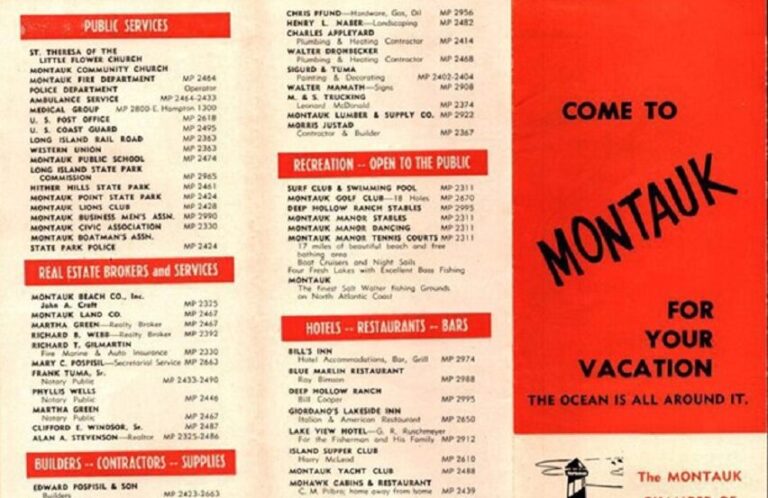 PUBLIC SERVICES
ST. THERESA OF THE
LITTLE FLOWER CHURCH
MONTAUK COMMUNITY CHURCH
MONTAUK FIRE DEPARTMENT MP 2464
POLICE DEPARTMENT Operator
AMBULANCE SERVICE MP 2464-2433
MEDICAL GROUP MP 2800-E. Hampton 1300
U. S. POST OFFICE MP 2618
U. S. COAST GUARD MP 2495
LONG ISLAND RAIL ROAD MP 2363
WESTERN UNION MP 2363
MONTAUK PUBLIC SCHOOL MP 2474
LONG ISLAND STATE PARK
COMMISSION MP 2965
HITHER HILLS STATE PARK MP 2461
MONTAUK POINT STATE PARK MP 2424
MONTAUK LIONS CLUB MP 2428
MONTAUK BUSINESS MEN'S ASSN. MP 2990
MONTAUK CIVIC ASSOCIATION MP 2330
MONTAUK BOATMAN'S ASSN.
STATE PARK POLICE MP 2424
REAL ESTATE BROKERS and SERVICES
MONTAUK BEACH CO., Inc.
John A. Craft MP 2325
MONTAUK LAND CO. MP 2467
MARTHA GREEN—Realty Broker MP 2467
RICHARD B. WEBB—Realty Broker MP 2392
RICHARD T. GILMARTIN
Fire Marine & Auto Insurance MP 2330
MARY C. POSPISIL—Secretarial Service MP 2663
FRANK TUMA, Sr.
Notary Public MP 2433-2490
PHYLLIS WELLS
Notary Public MP 2446
MARTHA GREEN
Notary Public MP 2467
CLIFFORD E. WINDSOR, Sr. MP 2487
ALAN A. STEVENSON—Realtor MP 2325-2486
BUILDERS -- CONTRACTORS -- SUPPLIES
EDWARD POSPISIL & SON
Builders MP 2423-2663
CHRIS PFUND—Hardware, Gas, Oil MP 2956
HENRY L. HABER—Landscaping MP 2482
CHARLES APPLEYARD
Plumbing & Heating Contractor MP 2414
WALTER DROWBECKER
Plumbing & Heating Contractor MP 2468
SIGURD & TUMA
Painting & Decorating MP 2402-2404
WALTER MAMATH—Signs MP 2908
M. & S. TRUCKING
Leonard McDonald MP 2374
MONTAUK LUMBER & SUPPLY CO. MP 2922
MORRIS JUSTAD
Contractor & Builder MP 2367
RECREATION -- OPEN TO THE PUBLIC
SURF CLUB & SWIMMING POOL MP 2311
MONTAUK GOLF CLUB—18 Holes MP 2670
DEEP HOLLOW RANCH STABLES MP 2995
MONTAUK MANOR STABLES MP 2311
MONTAUK MANOR DANCING MP 2311
MONTAUK MANOR TENNIS COURTS MP 2311
17 miles of beautiful beach and free
bathing area
Boat Cruisers and Night Sails
Four Fresh Lakes with Excellent Bass Fishing
MONTAUK
The finest Salt Water fishing Grounds
on North Atlantic Coast
HOTELS -- RESTAURANTS -- BARS
BILL'S INN
Hotel Accommodations, Bar, Grill MP 2974
BLUE MARLIN RESTAURANT
Ray Binson MP 2988
DEEP HOLLOW RANCH
Bill Cooper MP 2995
GIORDANO'S LAKESIDE INN
Italian & American Restaurant MP 2650
LAKE VIEW HOTEL—G. R. Ruschmeyer
For the Fisherman and His Family MP 2912
ISLAND SUPPER CLUB
Harry McLeod MP 2610
MONTAUK YACHT CLUB MP 2488
MOHAWK CABINS & RESTAURANT
C. M. Pilbro; home away from home MP 2439
COME TO
MONTAUK
FOR
YOUR
VACATION
THE OCEAN IS ALL AROUND IT.
The MONTAUK
CHAMBER OF